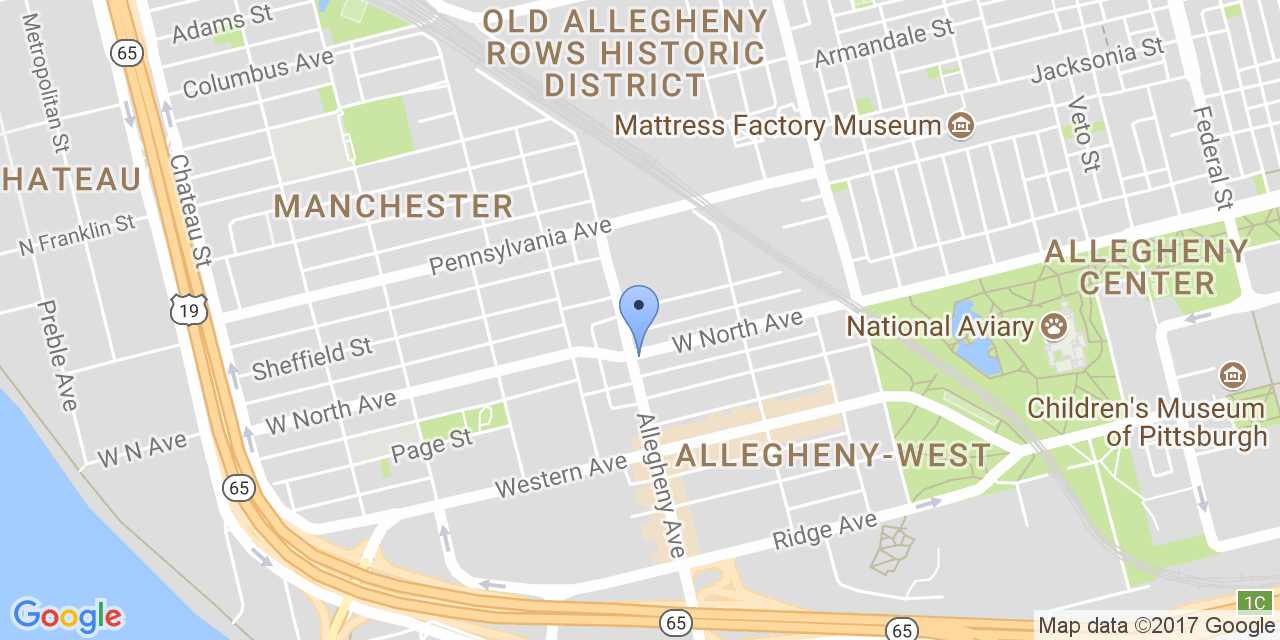 OLD ALLEGHENY
ROWS HISTORIC
DISTRICT
Adams St
Metropolitan St
65
Columbus Ave
Armandale St
Jacksonia St
Mattress Factory Museum
Veto St
Federal St
HATEAU
Chateau St
MANCHESTER
N Franklin St
Pennsylvania Ave
ALLEGHENY
CENTER
19
Preble Ave
National Aviary
W North Ave
Sheffield St
Children's Museum
of Pittsburgh
W North Ave
W N Ave
Page St
Allegheny Ave
ALLEGHENY-WEST
Western Ave
65
Ridge Ave
Google
65
65
1C
Map data ©2017 Google